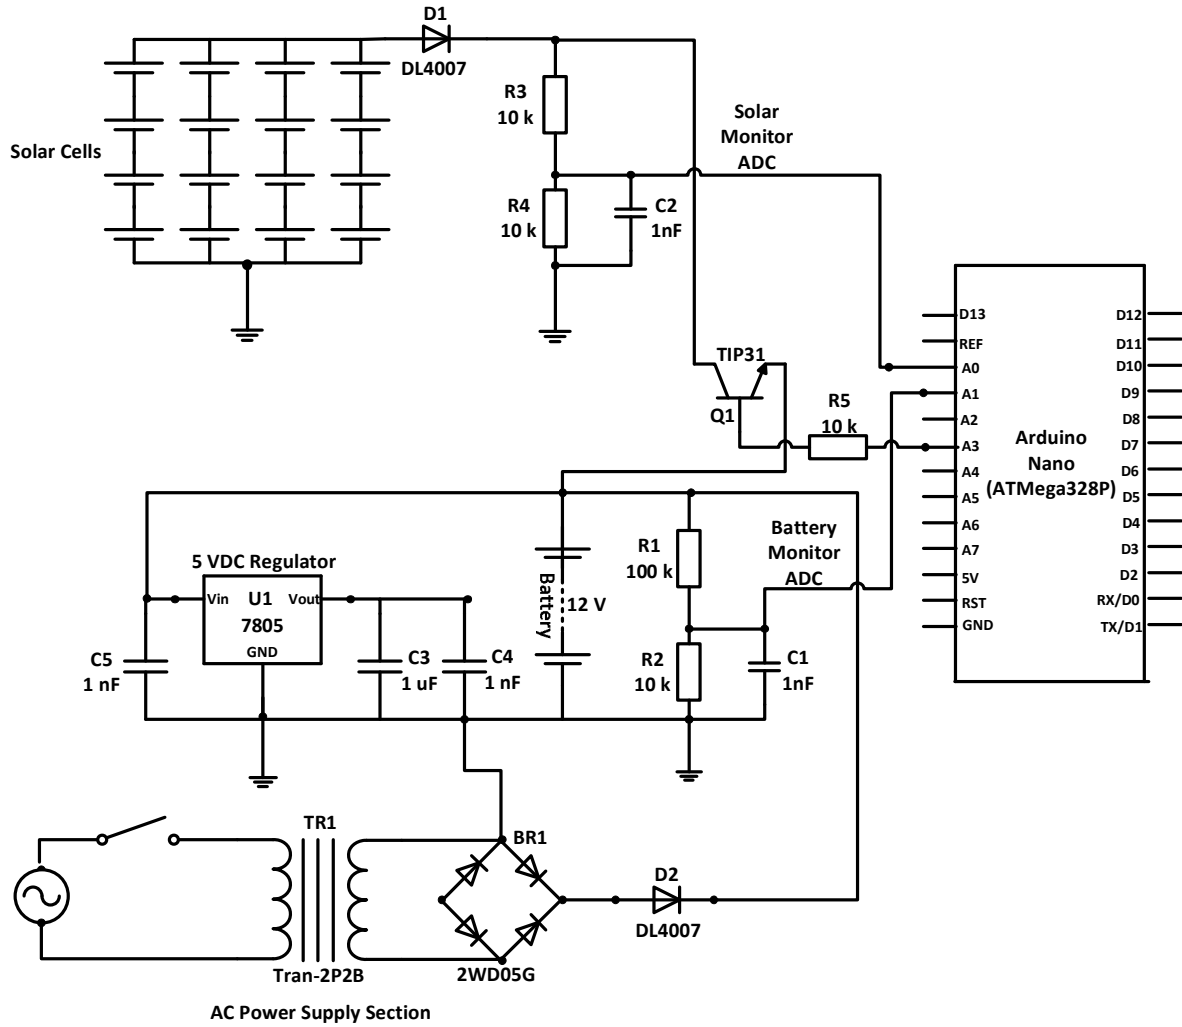 D1
DL4007
Solar Cells
R3
10 k
Solar
Monitor
ADC
R4
10 k
C2
1nF
TIP31
Q1
R5
10 k
D13
REF
A0
A1
A2
A3
A4
A5
A6
A7
5V
RST
GND
Arduino
Nano
(ATMega328P)
D12
D11
D10
D9
D8
D7
D6
D5
D4
D3
D2
RX/D0
TX/D1
5 VDC Regulator
Vin
U1
Vout
7805
GND
C5
1 nF
C3
1 uF
C4
1 nF
Battery
12 V
R1
100 k
Battery
Monitor
ADC
R2
10 k
C1
1nF
TR1
Tran-2P2B
BR1
2WD05G
D2
DL4007
AC Power Supply Section